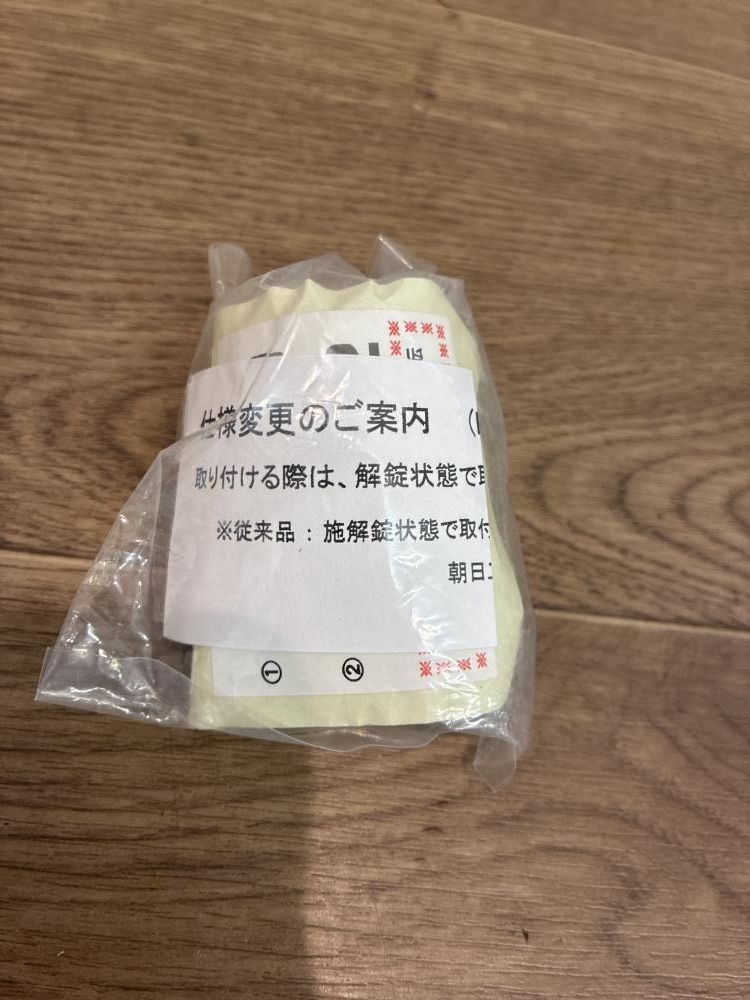 仕様変更のご案内 (
取り付ける際は、解錠状態で取
※従来品：施解錠状態で取付
朝日工
① ②
※※※※
※※
※※
※※※※